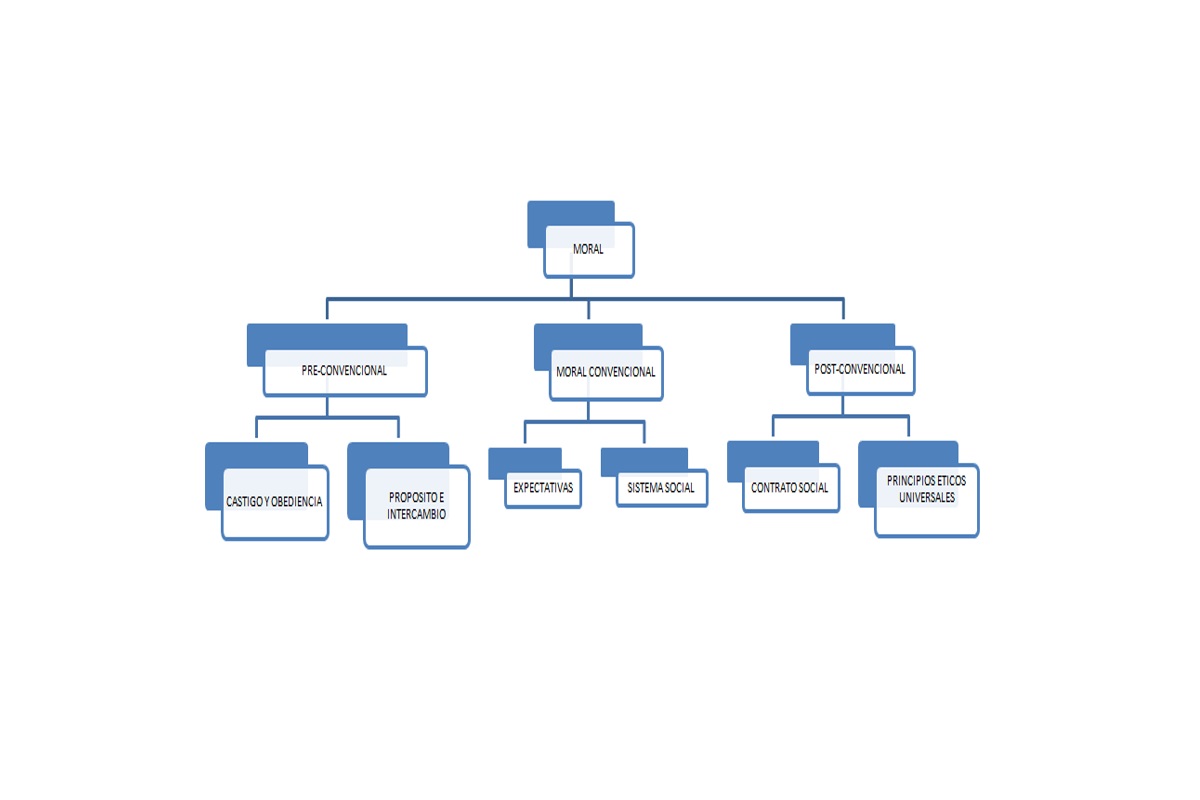 MORAL
PRE-CONVENCIONAL
MORAL CONVENCIONAL
POST-CONVENCIONAL
CASTIGO Y OBEDIENCIA
PROPOSITO E
INTERCAMBIO
EXPECTATIVAS
SISTEMA SOCIAL
CONTRATO SOCIAL
PRINCIPIOS ETICOS
UNIVERSALES